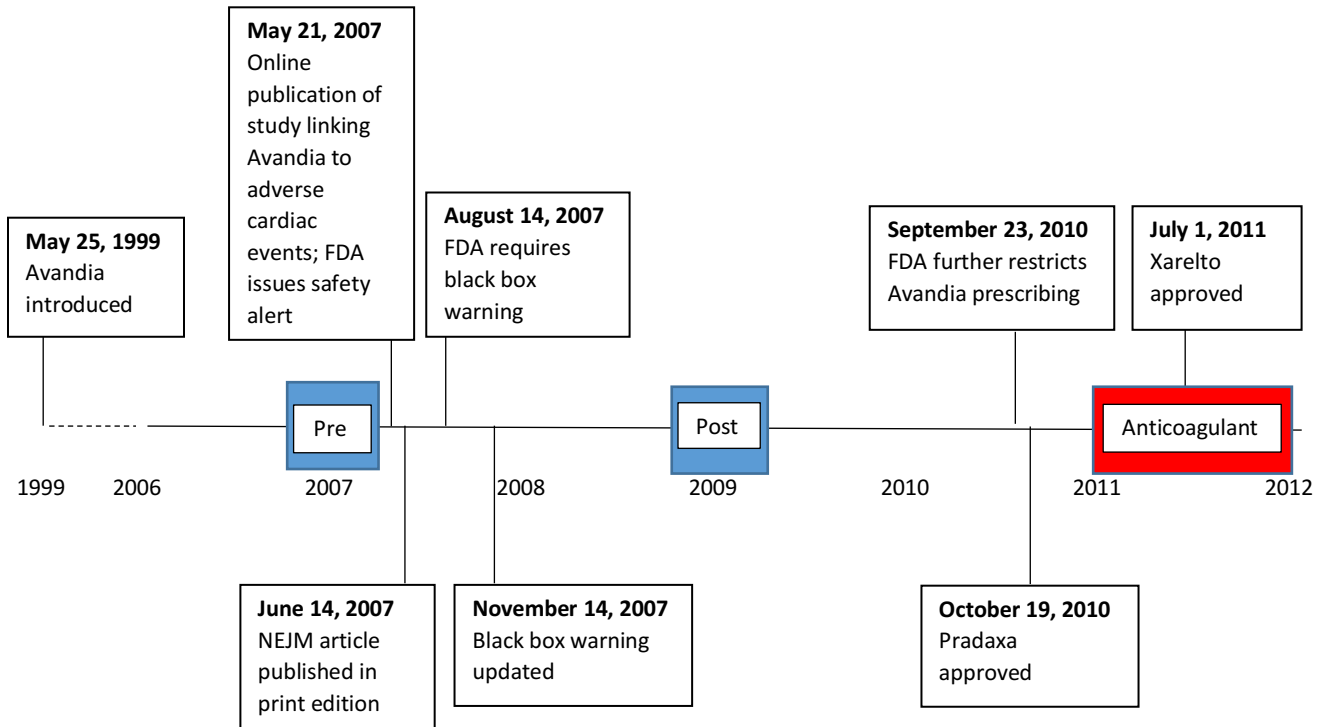 May 21, 2007
Online
publication of
study linking
Avandia to
adverse
cardiac
events; FDA
issues safety
alert
May 25, 1999
Avandia
introduced
August 14, 2007
FDA requires
black box
warning
September 23, 2010
FDA further restricts
Avandia prescribing
July 1, 2011
Xarelto
approved
Pre
Post
Anticoagulant
1999
2006
2007
2008
2009
2010
2011
2012
June 14, 2007
NEJM article
published in
print edition
November 14, 2007
Black box warning
updated
October 19, 2010
Pradaxa
approved